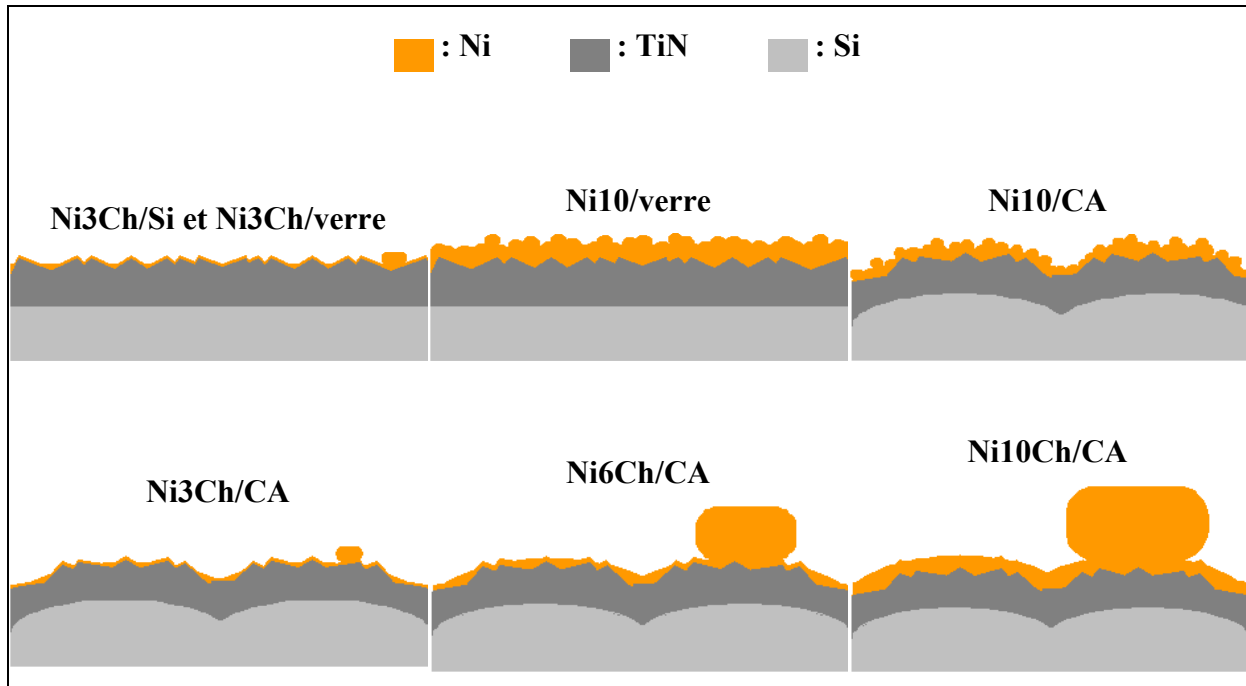 : Ni : TiN : Si
Ni3Ch/Si et Ni3Ch/verre
Ni10/verre
Ni10/CA
Ni3Ch/CA
Ni6Ch/CA
Ni10Ch/CA